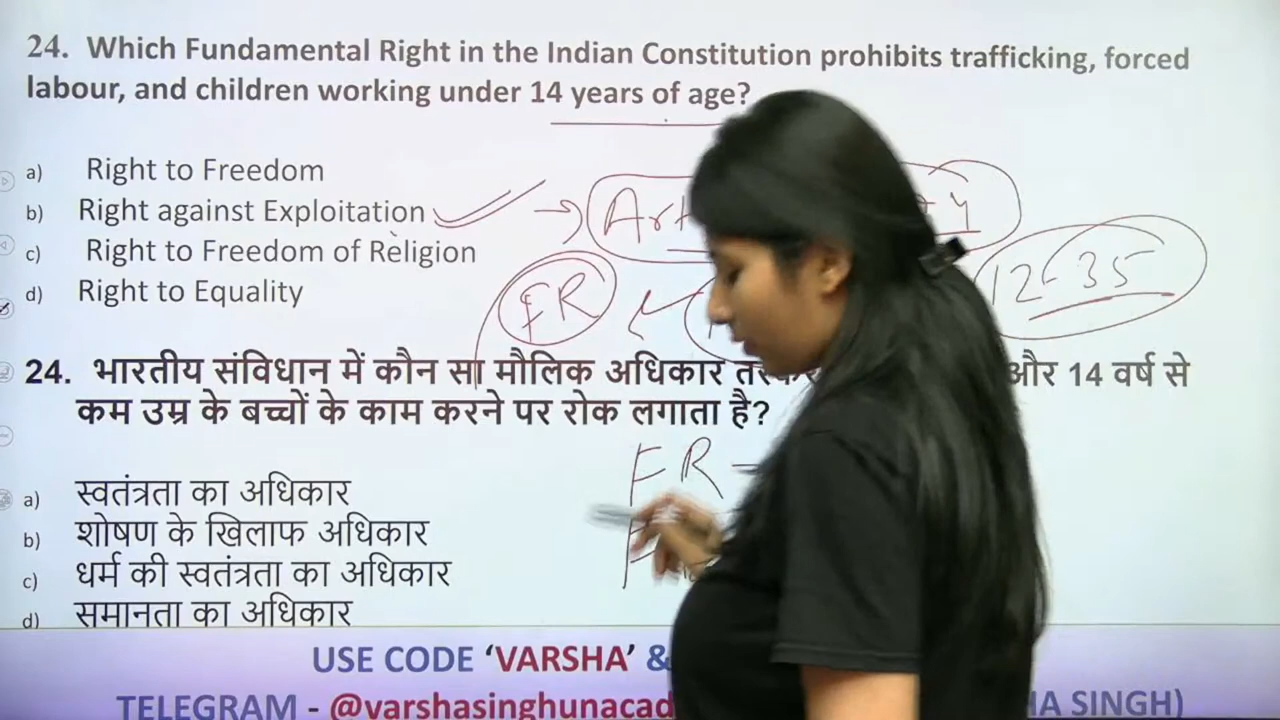 24. Which Fundamental Right in the Indian Constitution prohibits trafficking, forced
labour, and children working under 14 years of age?
a) Right to Freedom
b) Right against Exploitation
c) Right to Freedom of Religion
d) Right to Equality
FR
12-35
24. भारतीय संविधान में कौन सा मौलिक अधिकार और 14 वर्ष से
कम उम्र के बच्चों के काम करने पर रोक लगाता है?
FR -
a) स्वतंत्रता का अधिकार
b) शोषण के खिलाफ अधिकार
c) धर्म की स्वतंत्रता का अधिकार
d) समानता का अधिकार
USE CODE ‘VARSHA’ &
TELEGRAM - @varshasinghunacad HA SINGH)